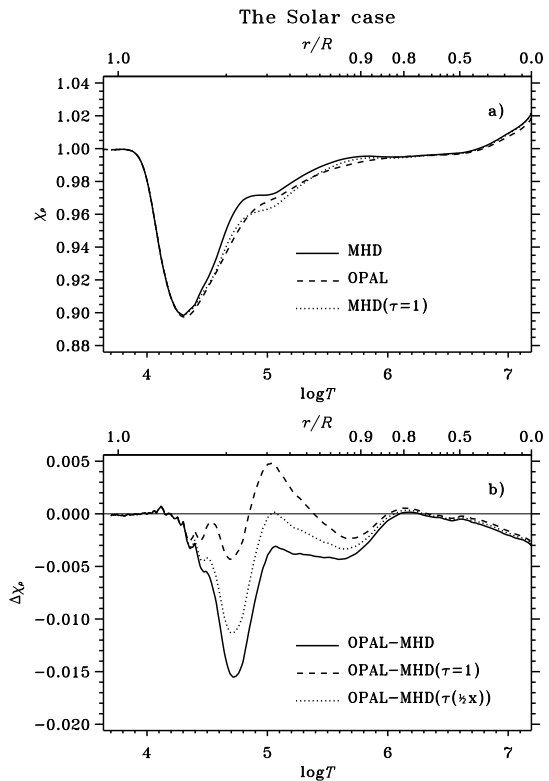 The Solar case
r/R
1.0 0.9 0.8 0.5 0.0
1.04
1.02
1.00
0.98
0.96
0.94
0.92
0.90
0.88
χρ
a)
MHD
OPAL
MHD(τ=1)
4 5 6 7
logT
r/R
1.0 0.9 0.8 0.5 0.0
0.005
0.000
−0.005
−0.010
−0.015
−0.020
Δχρ
b)
OPAL−MHD
OPAL−MHD(τ=1)
OPAL−MHD(τ(½x))
4 5 6 7
logT